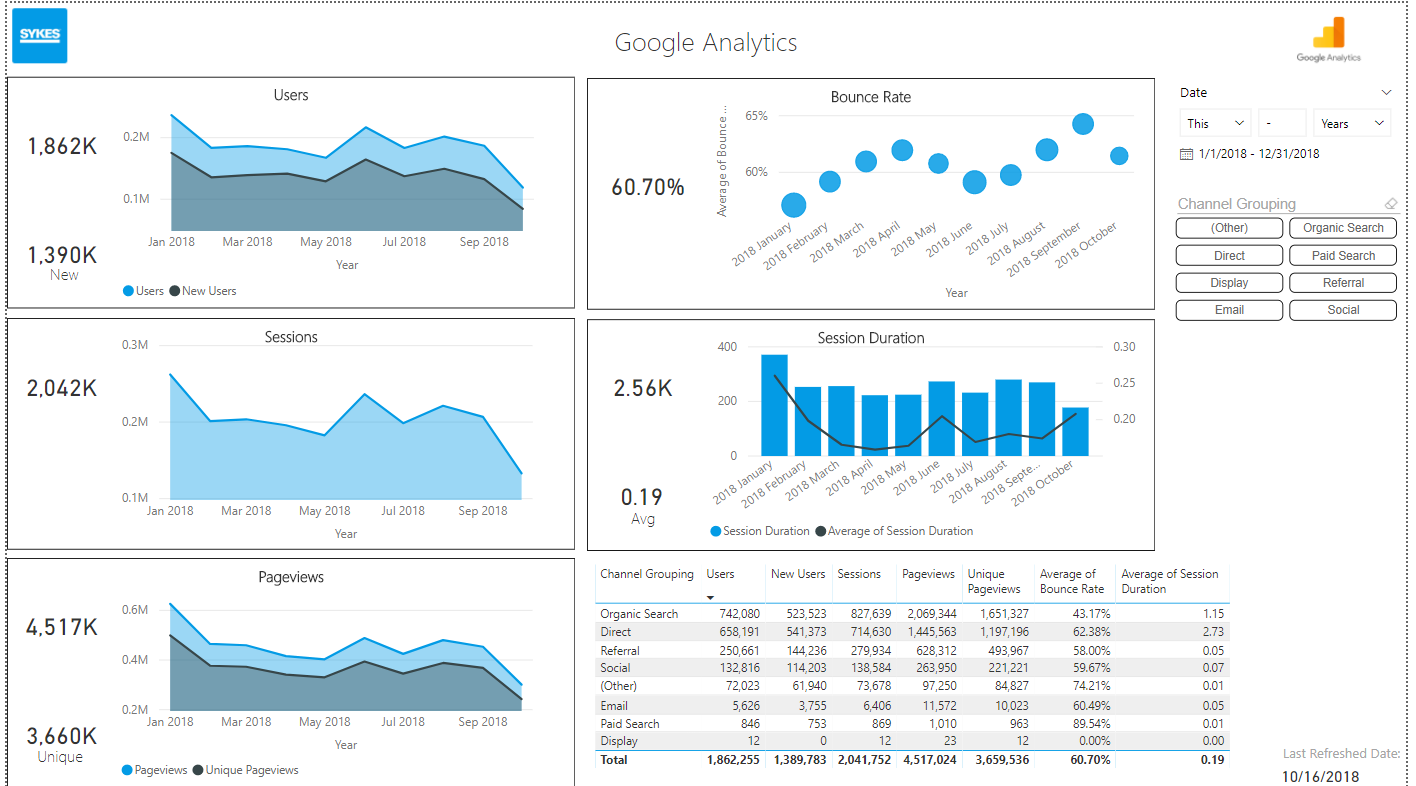 SYKES
Google Analytics
Google Analytics
Users
1,862K
1,390K
New
0.2M
0.1M
Jan 2018 Mar 2018 May 2018 Jul 2018 Sep 2018
Year
Users New Users
Bounce Rate
60.70%
Average of Bounce ...
65%
60%
2018 January 2018 February 2018 March 2018 April 2018 May 2018 June 2018 July 2018 August 2018 September 2018 October
Year
Date
This - Years
1/1/2018 - 12/31/2018
Channel Grouping
(Other) Organic Search
Direct Paid Search
Display Referral
Email Social
Sessions
2,042K
0.3M
0.2M
0.1M
Jan 2018 Mar 2018 May 2018 Jul 2018 Sep 2018
Year
Session Duration
2.56K
0.19
Avg
400
200
0
0.30
0.25
0.20
2018 January 2018 February 2018 March 2018 April 2018 May 2018 June 2018 July 2018 August 2018 Septe... 2018 October
Session Duration Average of Session Duration
Pageviews
4,517K
3,660K
Unique
0.6M
0.4M
0.2M
Jan 2018 Mar 2018 May 2018 Jul 2018 Sep 2018
Year
Pageviews Unique Pageviews
Channel Grouping Users New Users Sessions Pageviews Unique Pageviews Average of Bounce Rate Average of Session Duration
Organic Search 742,080 523,523 827,639 2,069,344 1,651,327 43.17% 1.15
Direct 658,191 541,373 714,630 1,445,563 1,197,196 62.38% 2.73
Referral 250,661 144,236 279,934 628,312 493,967 58.00% 0.05
Social 132,816 114,203 138,584 263,950 221,221 59.67% 0.07
(Other) 72,023 61,940 73,678 97,250 84,827 74.21% 0.01
Email 5,626 3,755 6,406 11,572 10,023 60.49% 0.05
Paid Search 846 753 869 1,010 963 89.54% 0.01
Display 12 0 12 23 12 0.00% 0.00
Total 1,862,255 1,389,783 2,041,752 4,517,024 3,659,536 60.70% 0.19
Last Refreshed Date:
10/16/2018